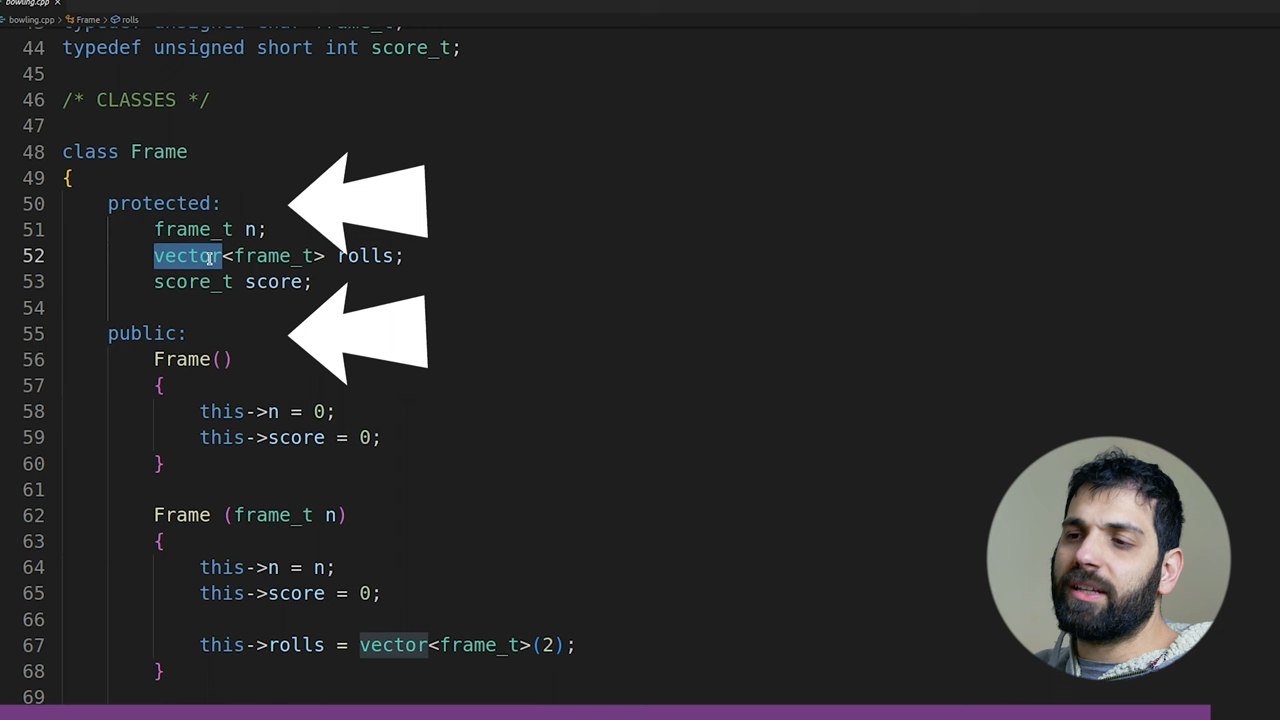 bowling.cpp ×
bowling.cpp > Frame > rolls
44 typedef unsigned short int score_t;
45
46 /* CLASSES */
47
48 class Frame
49 {
50 protected:
51 frame_t n;
52 vector<frame_t> rolls;
53 score_t score;
54
55 public:
56 Frame()
57 {
58 this->n = 0;
59 this->score = 0;
60 }
61
62 Frame (frame_t n)
63 {
64 this->n = n;
65 this->score = 0;
66
67 this->rolls = vector<frame_t>(2);
68 }
69